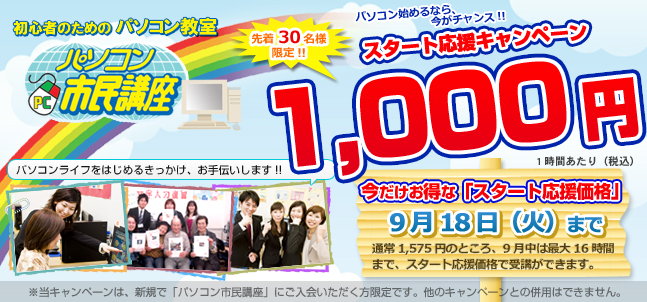 初心者のための パソコン教室
パソコン
PC
市民講座
先着30名様
限定!!
パソコン始めるなら、
今がチャンス!!
スタート応援キャンペーン
1,000円
1時間あたり(税込)
パソコンライフをはじめるきっかけ、お手伝いします!!
今だけお得な「スタート応援価格」
9月18日(火)まで
通常1,575円のところ、9月中は最大16時間
まで、スタート応援価格で受講ができます。
※当キャンペーンは、新規で「パソコン市民講座」にご入会いただく方限定です。他のキャンペーンとの併用はできません。